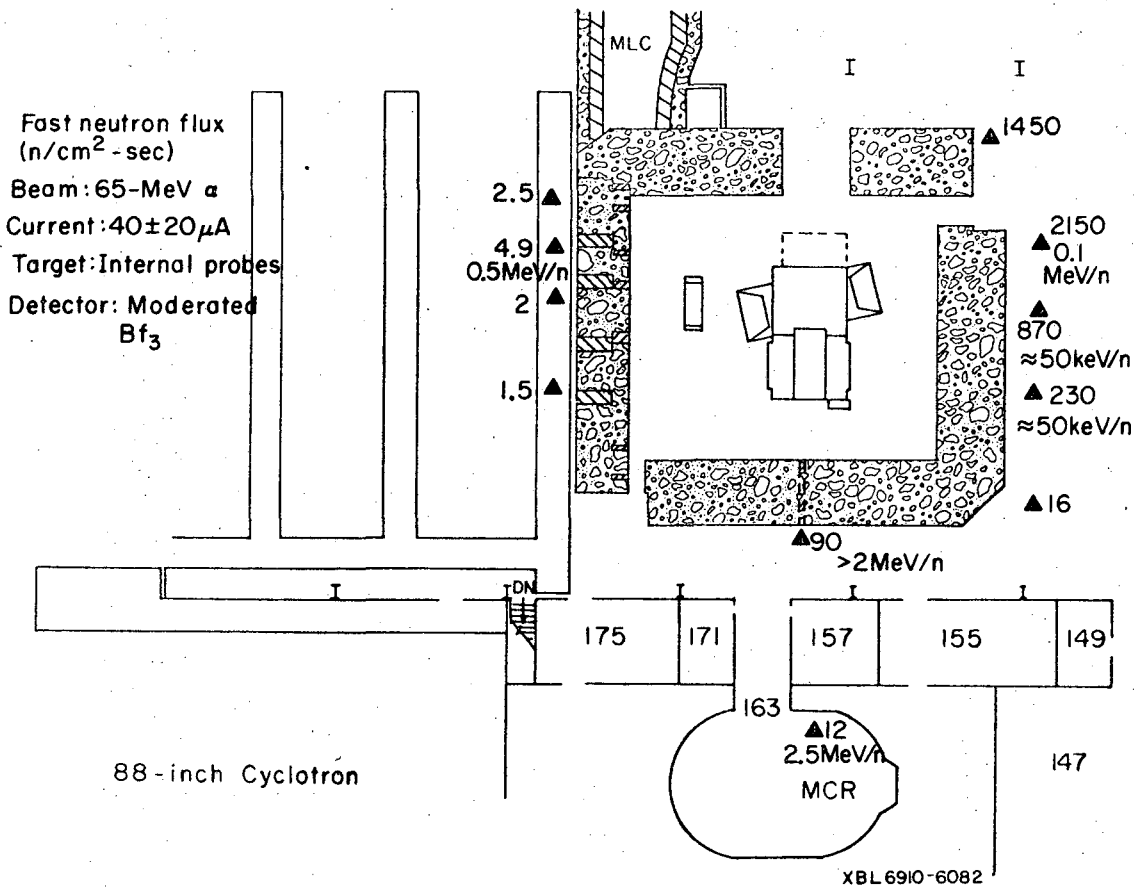 MLC
I
I
Fast neutron flux
(n/cm² - sec)
Beam: 65-MeV α
Current: 40±20μA
Target: Internal probes
Detector: Moderated
Bf₃
1450
2.5
4.9
0.5MeV/n
2
1.5
2150
0.1
MeV/n
870
≈50keV/n
230
≈50keV/n
16
90
>2MeV/n
I
I
I
I
I
DN
175
171
157
155
149
163
12
2.5MeV/n
MCR
147
88-inch Cyclotron
XBL6910-6082